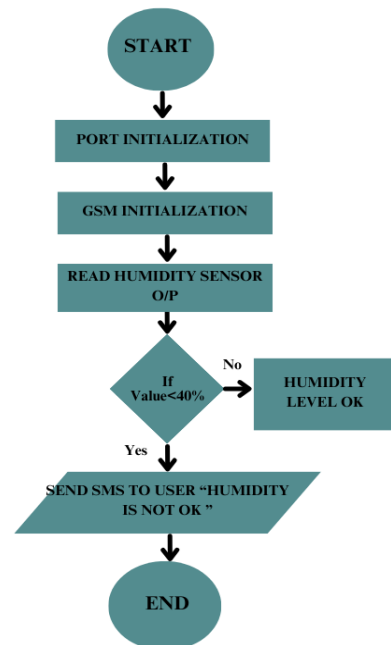 START
PORT INITIALIZATION
GSM INITIALIZATION
READ HUMIDITY SENSOR
O/P
If
Value<40%
No
HUMIDITY
LEVEL OK
Yes
SEND SMS TO USER “HUMIDITY
IS NOT OK ”
END